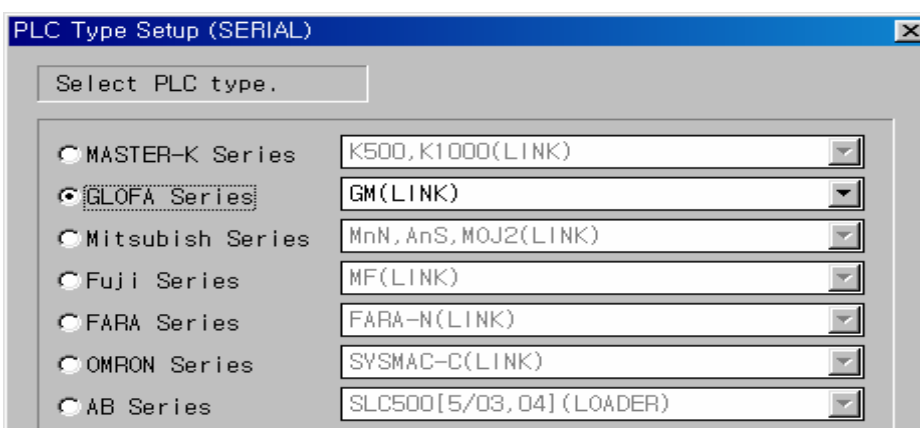 PLC Type Setup (SERIAL)
Select PLC type.
MASTER-K Series K500,K1000(LINK)
GLOFA Series GM(LINK)
Mitsubish Series MnN,AnS,MOJ2(LINK)
Fuji Series MF(LINK)
FARA Series FARA-N(LINK)
OMRON Series SYSMAC-C(LINK)
AB Series SLC500[5/03,04](LOADER)